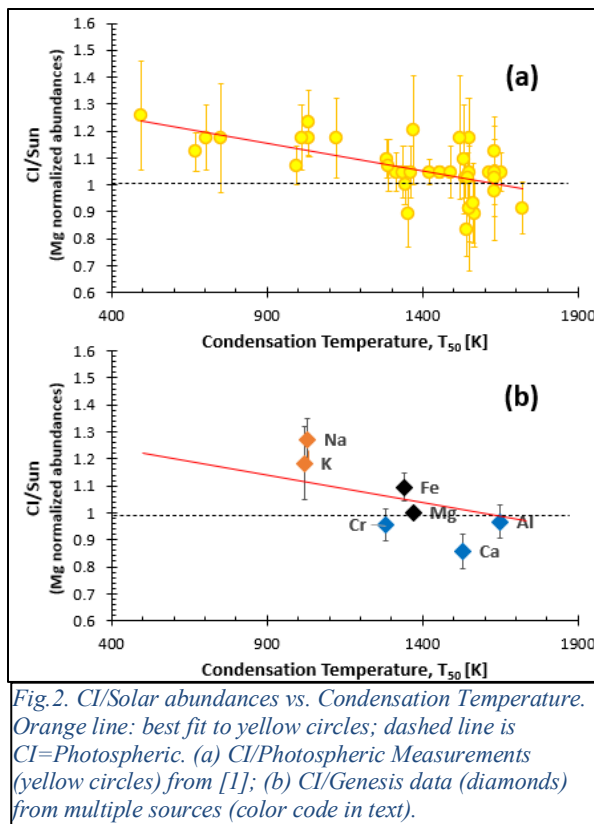 (a)
CI/Sun
(Mg normalized abundances)
1.6
1.5
1.4
1.3
1.2
1.1
1
0.9
0.8
0.7
0.6
400
900
1400
1900
Condensation Temperature, T50 [K]
(b)
CI/Sun
(Mg normalized abundances)
1.6
1.5
1.4
1.3
1.2
1.1
1
0.9
0.8
0.7
0.6
Na
K
Fe
Mg
Cr
Al
Ca
400
900
1400
1900
Condensation Temperature, T50 [K]
Fig.2. CI/Solar abundances vs. Condensation Temperature.
Orange line: best fit to yellow circles; dashed line is
CI=Photospheric. (a) CI/Photospheric Measurements
(yellow circles) from [1]; (b) CI/Genesis data (diamonds)
from multiple sources (color code in text).